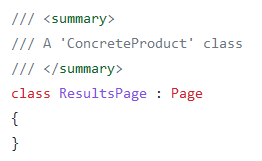 /// <summary>
/// A 'ConcreteProduct' class
/// </summary>
class ResultsPage : Page
{
}